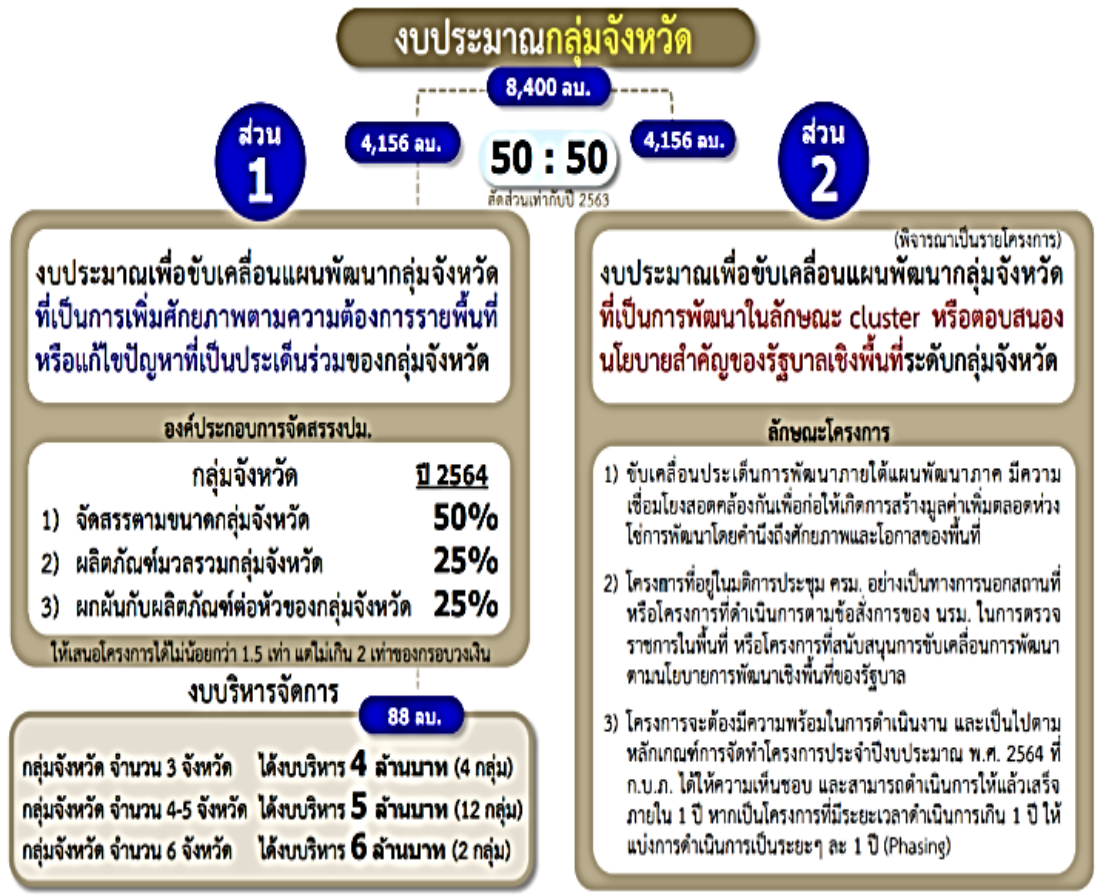 งบประมาณกลุ่มจังหวัด
8,400 ลบ.
ส่วน
1
4,156 ลบ.
50 : 50
4,156 ลบ.
ส่วน
2
สัดส่วนเท่ากับปี 2563
งบประมาณเพื่อขับเคลื่อนแผนพัฒนากลุ่มจังหวัด
ที่เป็นการเพิ่มศักยภาพตามความต้องการรายพื้นที่
หรือแก้ไขปัญหาที่เป็นประเด็นร่วมของกลุ่มจังหวัด
องค์ประกอบการจัดสรรงปม.
กลุ่มจังหวัด ปี 2564
1) จัดสรรตามขนาดกลุ่มจังหวัด 50%
2) ผลิตภัณฑ์มวลรวมกลุ่มจังหวัด 25%
3) ผกผันกับผลิตภัณฑ์ต่อหัวของกลุ่มจังหวัด 25%
ให้เสนอโครงการได้ไม่น้อยกว่า 1.5 เท่า แต่ไม่เกิน 2 เท่าของกรอบวงเงิน
งบบริหารจัดการ
88 ลบ.
กลุ่มจังหวัด จำนวน 3 จังหวัด ได้งบบริหาร 4 ล้านบาท (4 กลุ่ม)
กลุ่มจังหวัด จำนวน 4-5 จังหวัด ได้งบบริหาร 5 ล้านบาท (12 กลุ่ม)
กลุ่มจังหวัด จำนวน 6 จังหวัด ได้งบบริหาร 6 ล้านบาท (2 กลุ่ม)
(พิจารณาเป็นรายโครงการ)
งบประมาณเพื่อขับเคลื่อนแผนพัฒนากลุ่มจังหวัด
ที่เป็นการพัฒนาในลักษณะ cluster หรือตอบสนอง
นโยบายสำคัญของรัฐบาลเชิงพื้นที่ระดับกลุ่มจังหวัด
ลักษณะโครงการ
1) ขับเคลื่อนประเด็นการพัฒนาภายใต้แผนพัฒนาภาค มีความ
เชื่อมโยงสอดคล้องกันเพื่อก่อให้เกิดการสร้างมูลค่าเพิ่มตลอดห่วง
โซ่การพัฒนาโดยคำนึงถึงศักยภาพและโอกาสของพื้นที่
2) โครงการที่อยู่ในมติการประชุม ครม. อย่างเป็นทางการนอกสถานที่
หรือโครงการที่ดำเนินการตามข้อสั่งการของ นรม. ในการตรวจ
ราชการในพื้นที่ หรือโครงการที่สนับสนุนการขับเคลื่อนการพัฒนา
ตามนโยบายการพัฒนาเชิงพื้นที่ของรัฐบาล
3) โครงการจะต้องมีความพร้อมในการดำเนินงาน และเป็นไปตาม
หลักเกณฑ์การจัดทำโครงการประจำปีงบประมาณ พ.ศ. 2564 ที่
ก.บ.ภ. ได้ให้ความเห็นชอบ และสามารถดำเนินการให้แล้วเสร็จ
ภายใน 1 ปี หากเป็นโครงการที่มีระยะเวลาดำเนินการเกิน 1 ปี ให้
แบ่งการดำเนินการเป็นระยะๆ ละ 1 ปี (Phasing)